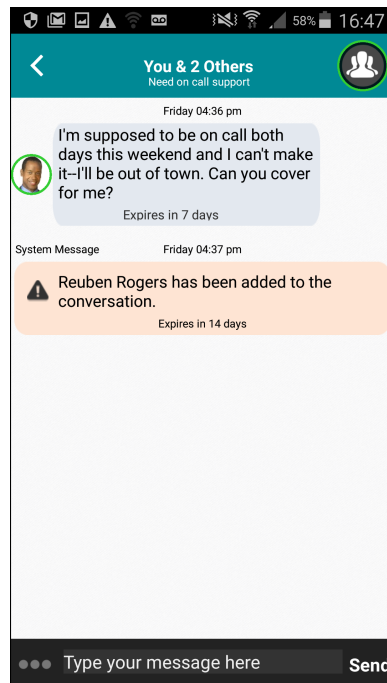 58% 16:47
You & 2 Others
Need on call support
Friday 04:36 pm
I'm supposed to be on call both
days this weekend and I can't make
it--I'll be out of town. Can you cover
for me?
Expires in 7 days
System Message Friday 04:37 pm
Reuben Rogers has been added to the
conversation.
Expires in 14 days
Type your message here Send